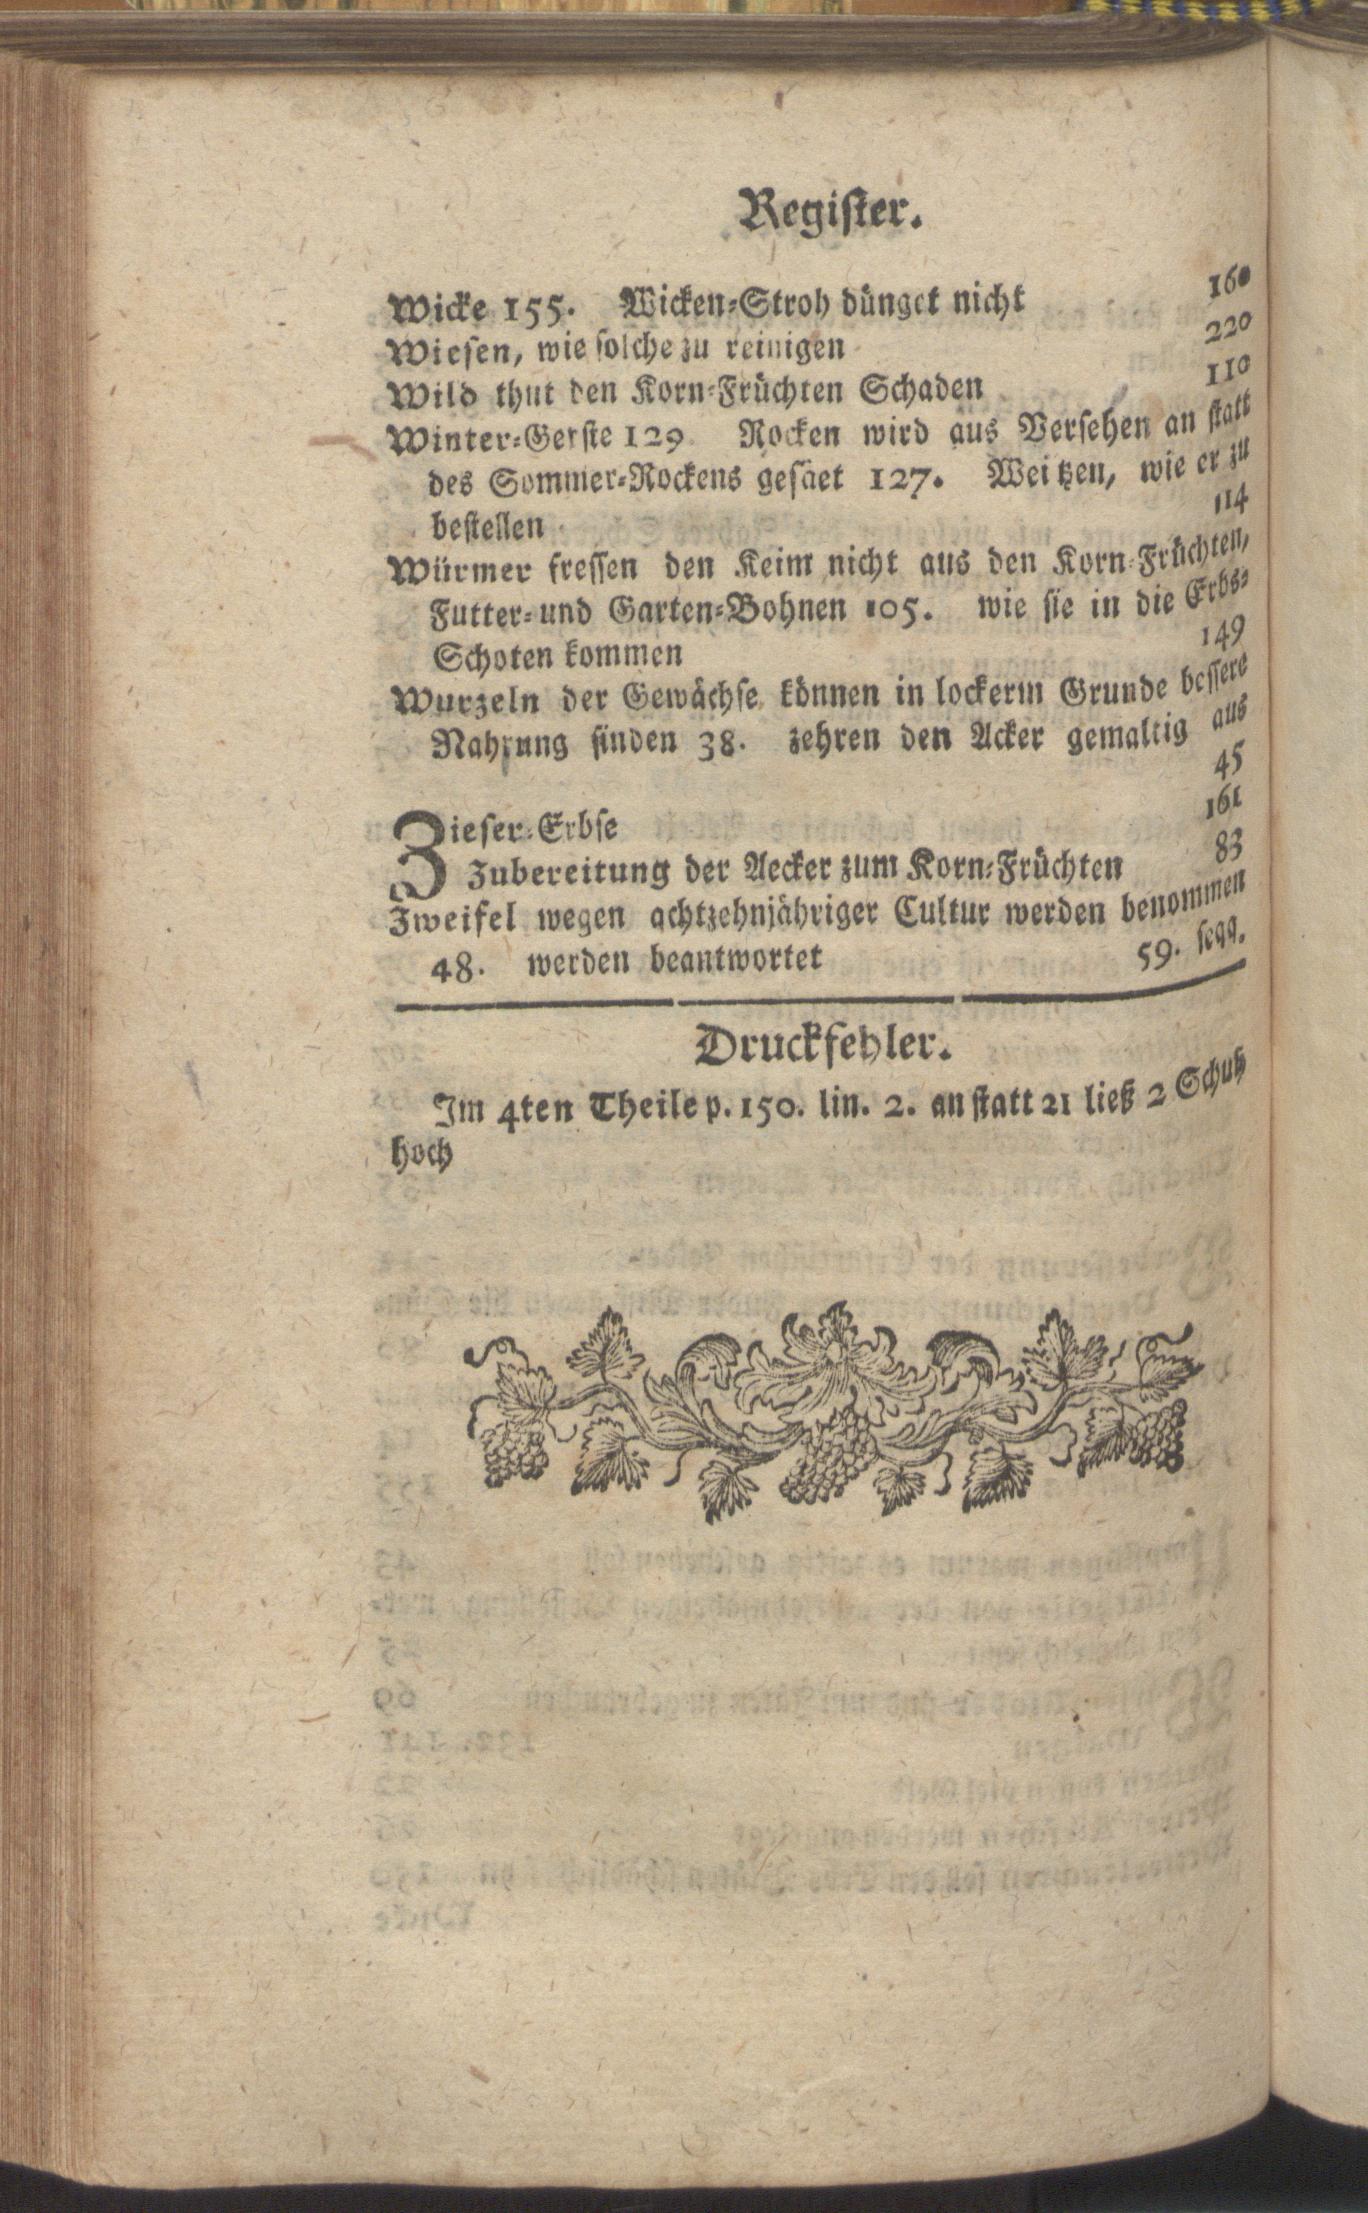 Regiſter.
Wicke 155. Wicken-Stroh dünget nicht 160
Wieſen, wie ſolche zu reinigen 220
Wild thut den Korn-Früchten Schaden 110
Winter-Gerſte 129 Rocken wird aus Verſehen an ſtatt
des Sommer-Rockens geſäet 127. Weitzen, wie er zu
beſtellen 114
Würmer freſſen den Keim nicht aus den Korn-Früchten,
Futter- und Garten-Bohnen 105. wie ſie in die Erbs-
Schoten kommen 149
Wurzeln der Gewächſe können in lockerm Grunde beſſere
Nahrung finden 38. zehren den Acker gewaltig aus
45
Zieſer-Erbſe 161
Zubereitung der Aecker zum Korn-Früchten 83
Zweifel wegen achtzehnjähriger Cultur werden benommen
48. werden beantwortet 59. ſeqq.
Druckfehler.
Im 4ten Theile p. 150. lin. 2. an ſtatt 21 ließ 2 Schuh
hoch